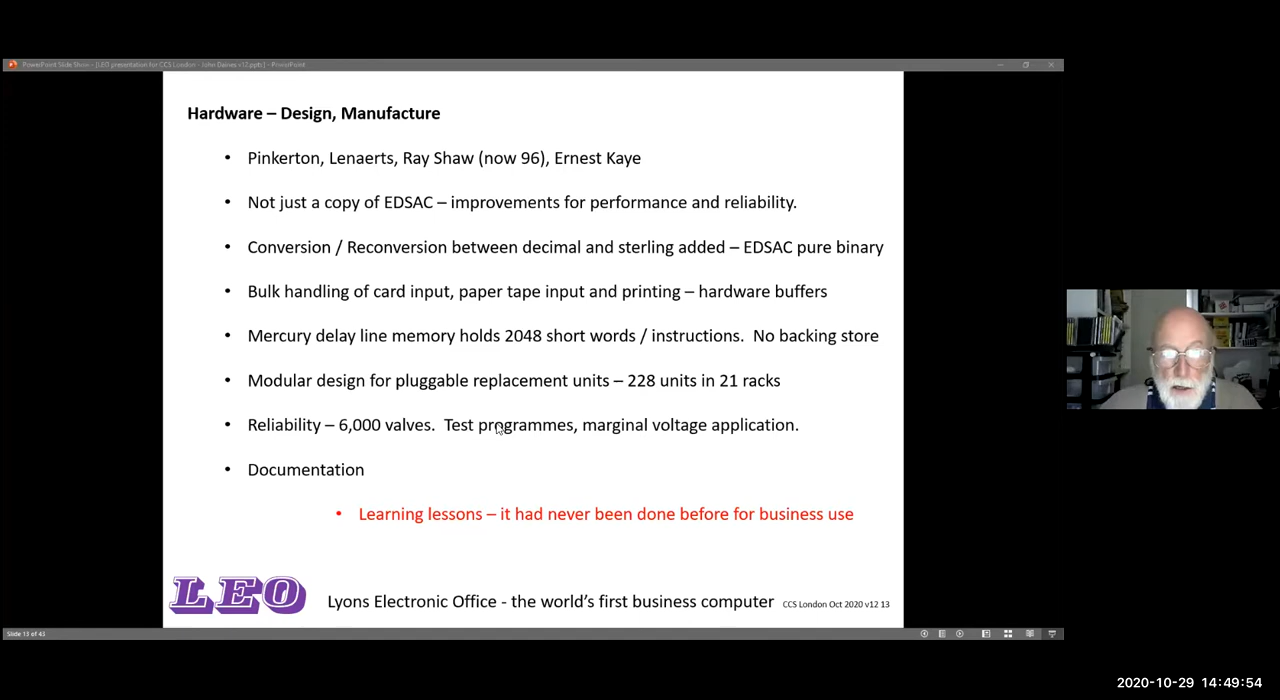 PowerPoint Slide Show - [LEO presentation for CCS London - John Daines v12.pptx] - PowerPoint
Hardware – Design, Manufacture
• Pinkerton, Lenaerts, Ray Shaw (now 96), Ernest Kaye
• Not just a copy of EDSAC – improvements for performance and reliability.
• Conversion / Reconversion between decimal and sterling added – EDSAC pure binary
• Bulk handling of card input, paper tape input and printing – hardware buffers
• Mercury delay line memory holds 2048 short words / instructions. No backing store
• Modular design for pluggable replacement units – 228 units in 21 racks
• Reliability – 6,000 valves. Test programmes, marginal voltage application.
• Documentation
• Learning lessons – it had never been done before for business use
LEO
Lyons Electronic Office - the world's first business computer
CCS London Oct 2020 v12 13
Slide 13 of 43
2020-10-29 14:49:54